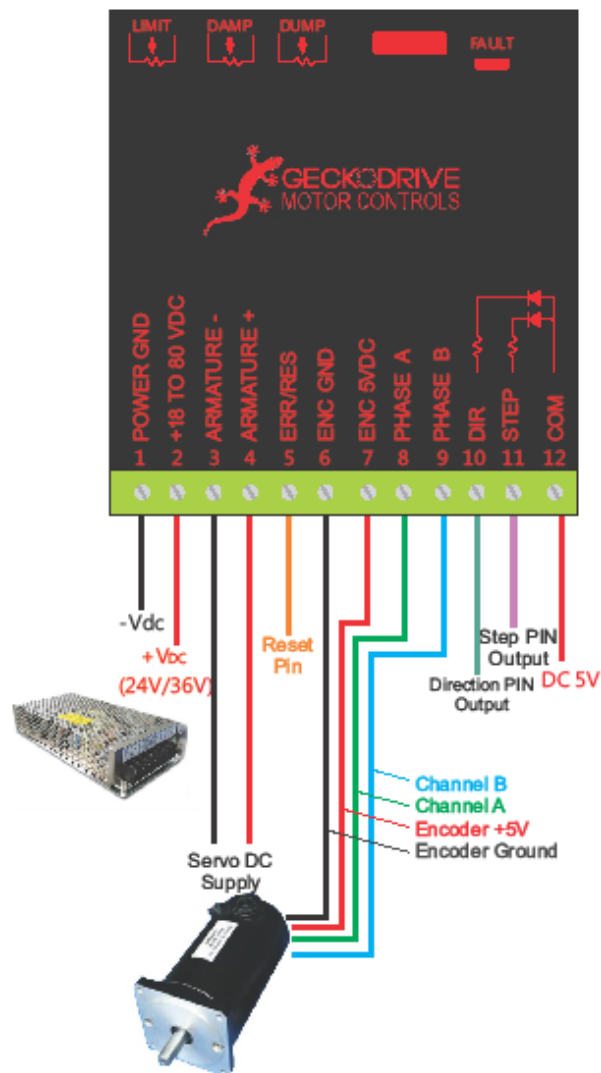 LIMIT
DAMP
DUMP
FAULT
GECKODRIVE
MOTOR CONTROLS
POWER GND
+18 TO 80 VDC
ARMATURE -
ARMATURE +
ERR/RES
ENC GND
ENC 5VDC
PHASE A
PHASE B
DIR
STEP
COM
1 2 3 4 5 6 7 8 9 10 11 12
-Vdc
+VDC
(24V/36V)
Reset
Pin
Step PIN
Output
Direction PIN
Output
DC 5V
Channel B
Channel A
Encoder +5V
Encoder Ground
Servo DC
Supply